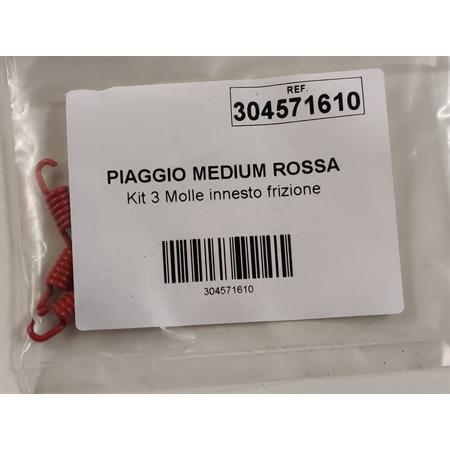 REF.
304571610
PIAGGIO MEDIUM ROSSA
Kit 3 Molle innesto frizione
304571610